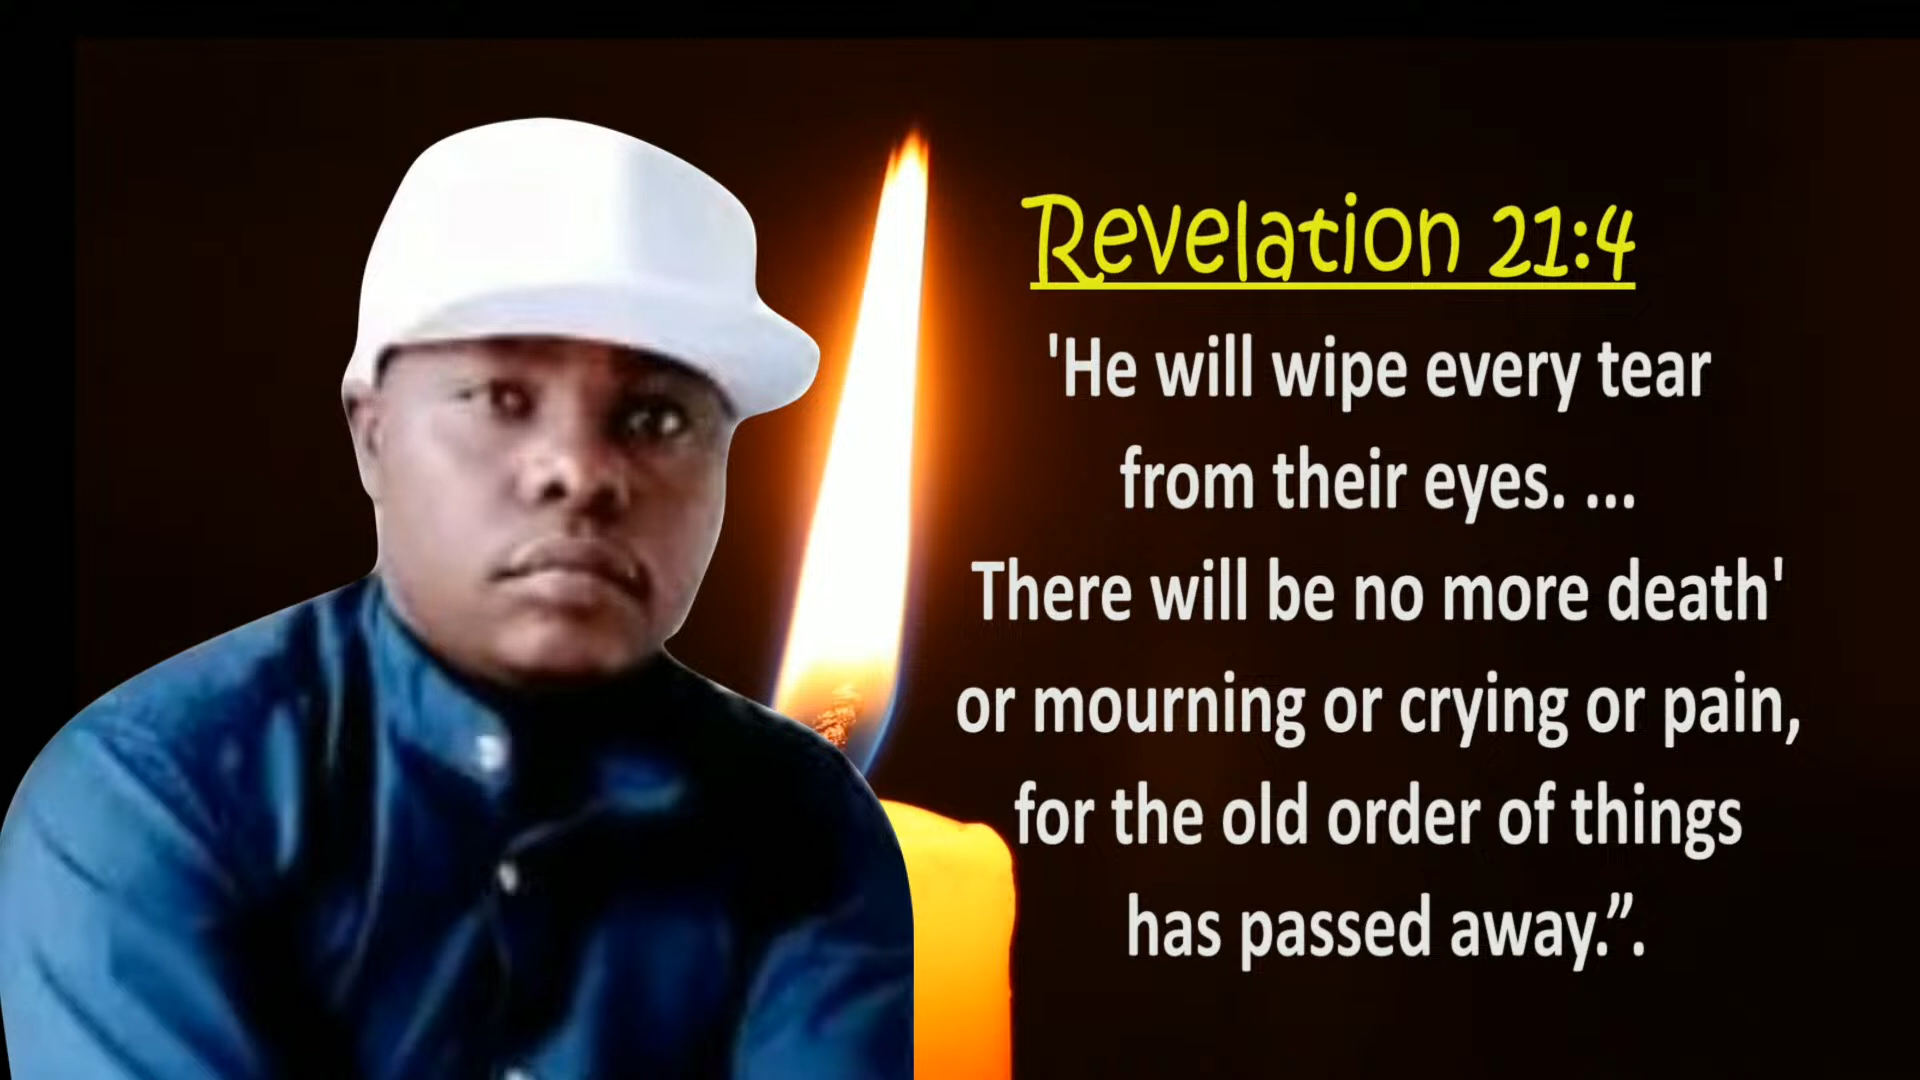 Revelation 21:4
'He will wipe every tear
from their eyes. ...
There will be no more death'
or mourning or crying or pain,
for the old order of things
has passed away.”.